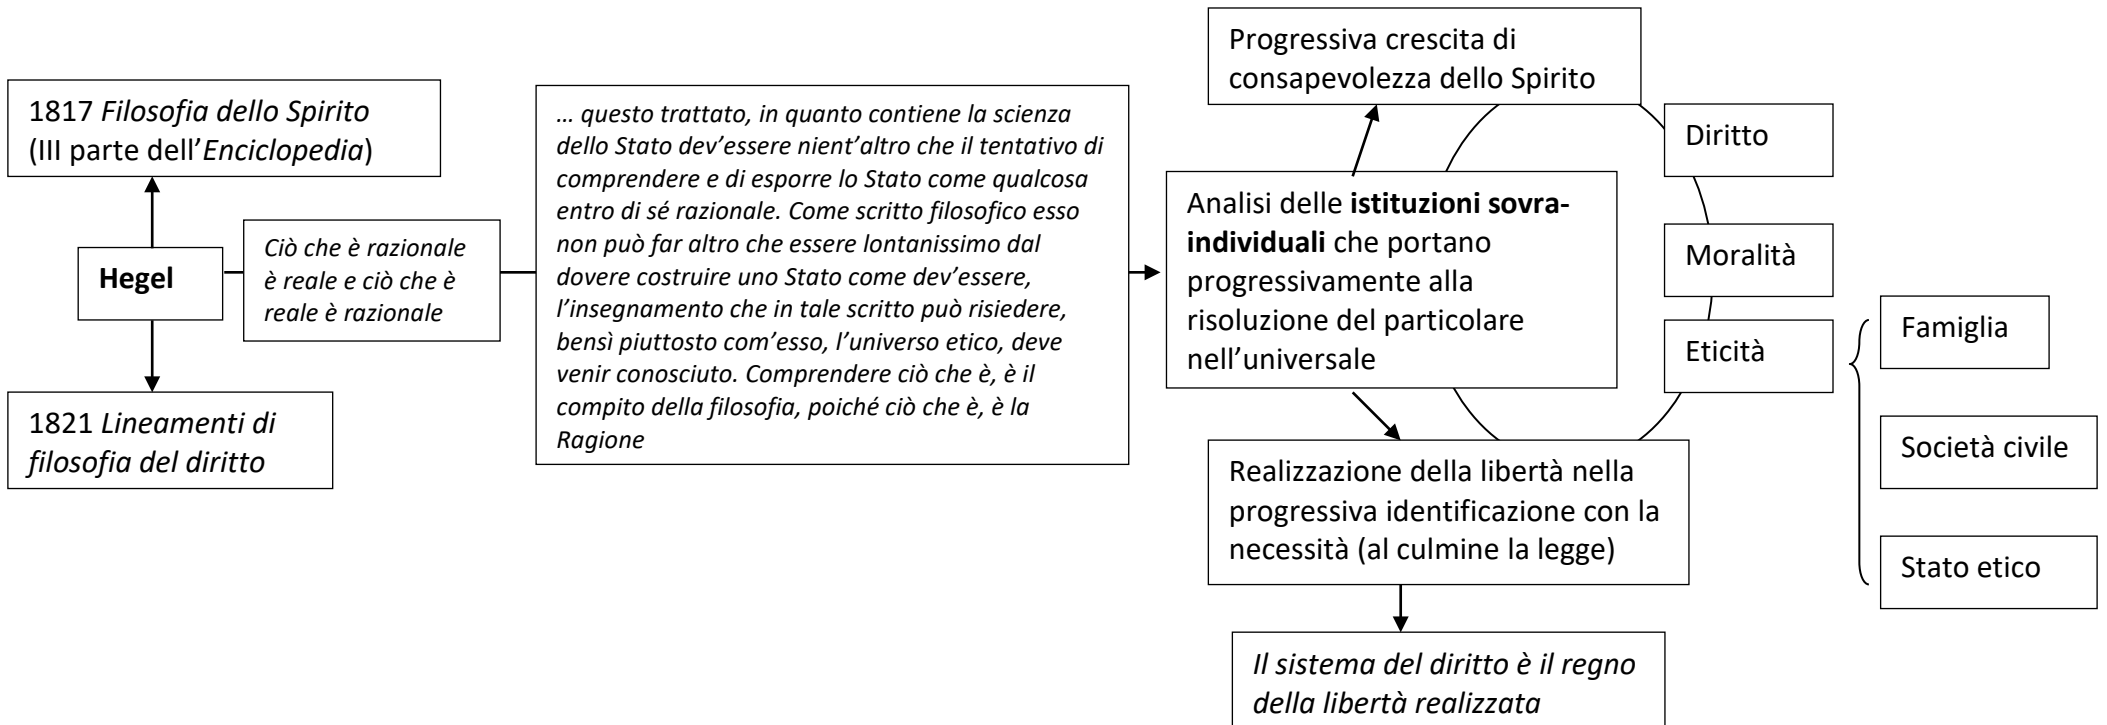 1817 Filosofia dello Spirito
(III parte dell’Enciclopedia)
Hegel
1821 Lineamenti di
filosofia del diritto
Ciò che è razionale
è reale e ciò che è
reale è razionale
… questo trattato, in quanto contiene la scienza
dello Stato dev’essere nient’altro che il tentativo di
comprendere e di esporre lo Stato come qualcosa
entro di sé razionale. Come scritto filosofico esso
non può far altro che essere lontanissimo dal
dovere costruire uno Stato come dev’essere,
l’insegnamento che in tale scritto può risiedere,
bensì piuttosto com’esso, l’universo etico, deve
venir conosciuto. Comprendere ciò che è, è il
compito della filosofia, poiché ciò che è, è la
Ragione
Progressiva crescita di
consapevolezza dello Spirito
Analisi delle istituzioni sovra-
individuali che portano
progressivamente alla
risoluzione del particolare
nell’universale
Realizzazione della libertà nella
progressiva identificazione con la
necessità (al culmine la legge)
Il sistema del diritto è il regno
della libertà realizzata
Diritto
Moralità
Eticità
Famiglia
Società civile
Stato etico